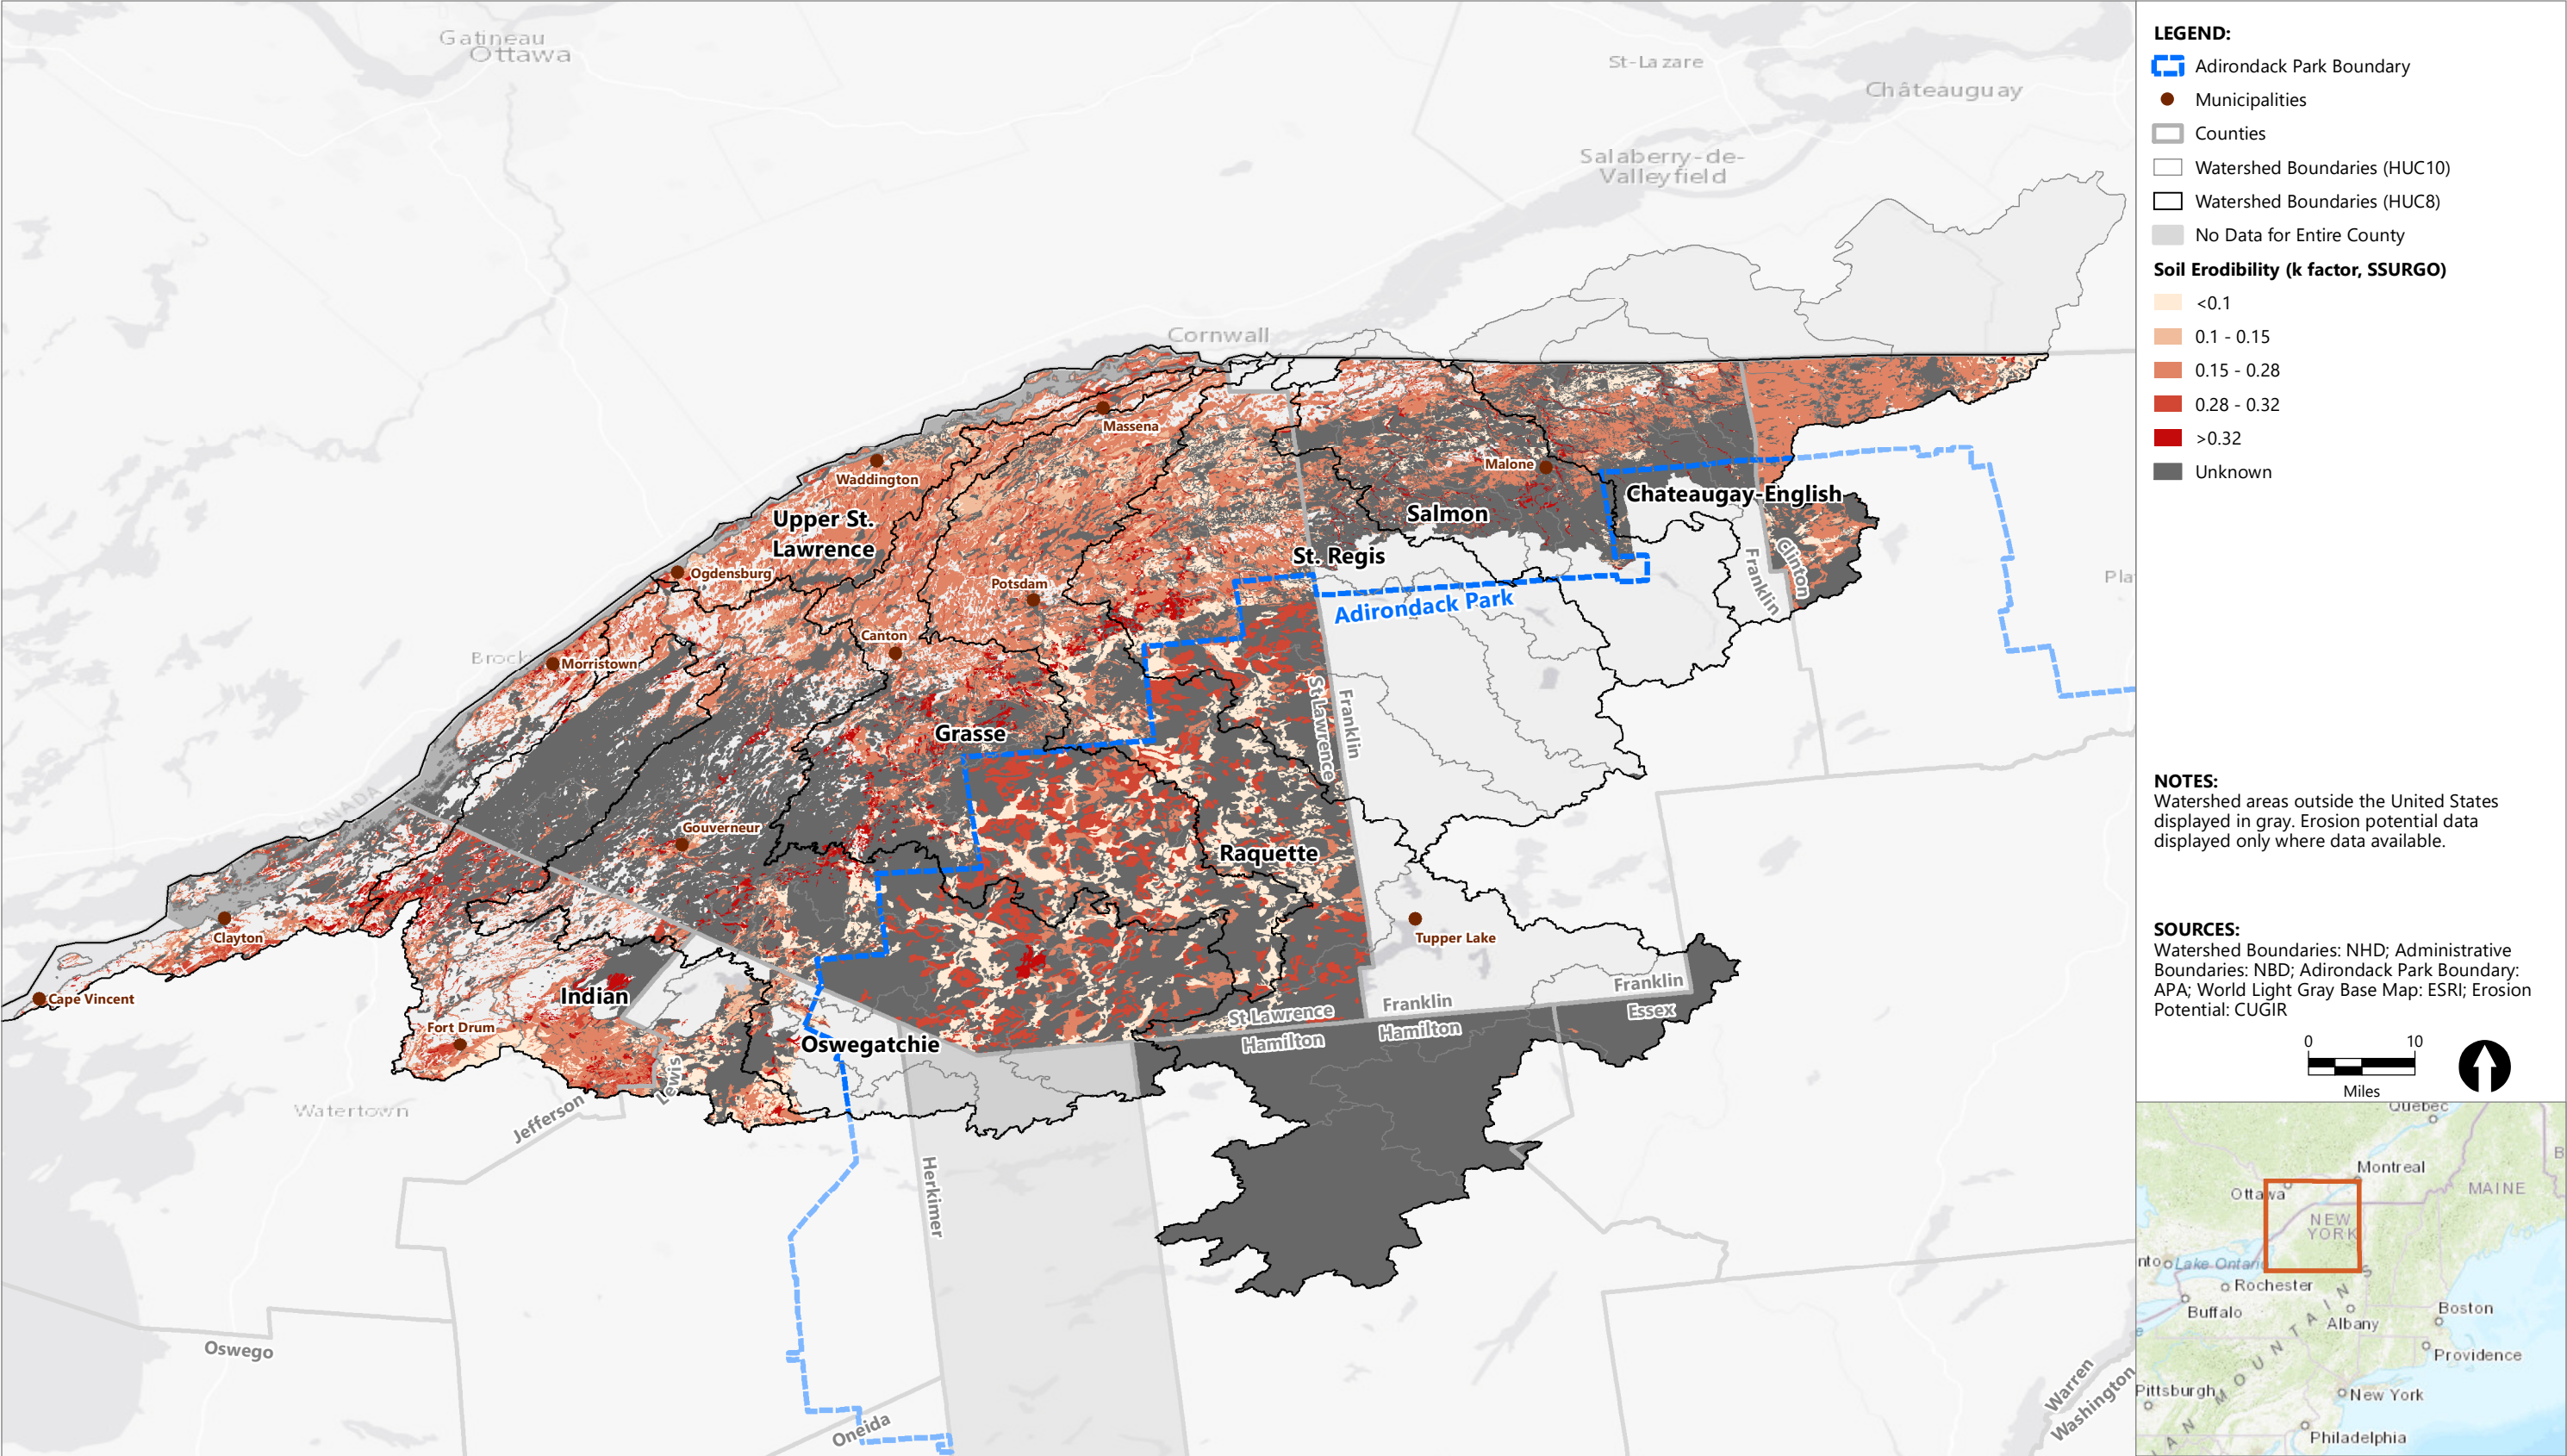 Gatineau
Ottawa
St-Lazare
Châteauguay
Salaberry-de-
Valleyfield
Cornwall
Massena
Waddington
Malone
Chateaugay-English
Upper St.
Lawrence
Salmon
St. Regis
Ogdensburg
Potsdam
Adirondack Park
Franklin
Clinton
Pla
Canton
Brock
Morristown
St Lawrence
Franklin
Grasse
CANADA
Gouverneur
Raquette
Clayton
Tupper Lake
Cape Vincent
Indian
Franklin
Franklin
St Lawrence
Essex
Fort Drum
Hamilton
Hamilton
Oswegatchie
Lewis
Watertown
Jefferson
Herkimer
Oswego
Oneida
Warren
Washington
LEGEND:
Adirondack Park Boundary
Municipalities
Counties
Watershed Boundaries (HUC10)
Watershed Boundaries (HUC8)
No Data for Entire County
Soil Erodibility (k factor, SSURGO)
<0.1
0.1 - 0.15
0.15 - 0.28
0.28 - 0.32
>0.32
Unknown
NOTES:
Watershed areas outside the United States
displayed in gray. Erosion potential data
displayed only where data available.
SOURCES:
Watershed Boundaries: NHD; Administrative
Boundaries: NBD; Adirondack Park Boundary:
APA; World Light Gray Base Map: ESRI; Erosion
Potential: CUGIR
0 10
Miles
Quebec
Montreal
Ottawa
MAINE
NEW
YORK
nto
Lake Ontari
Rochester
Buffalo
Boston
Albany
Providence
Pittsburgh
New York
AN MOUNTAINS
Philadelphia